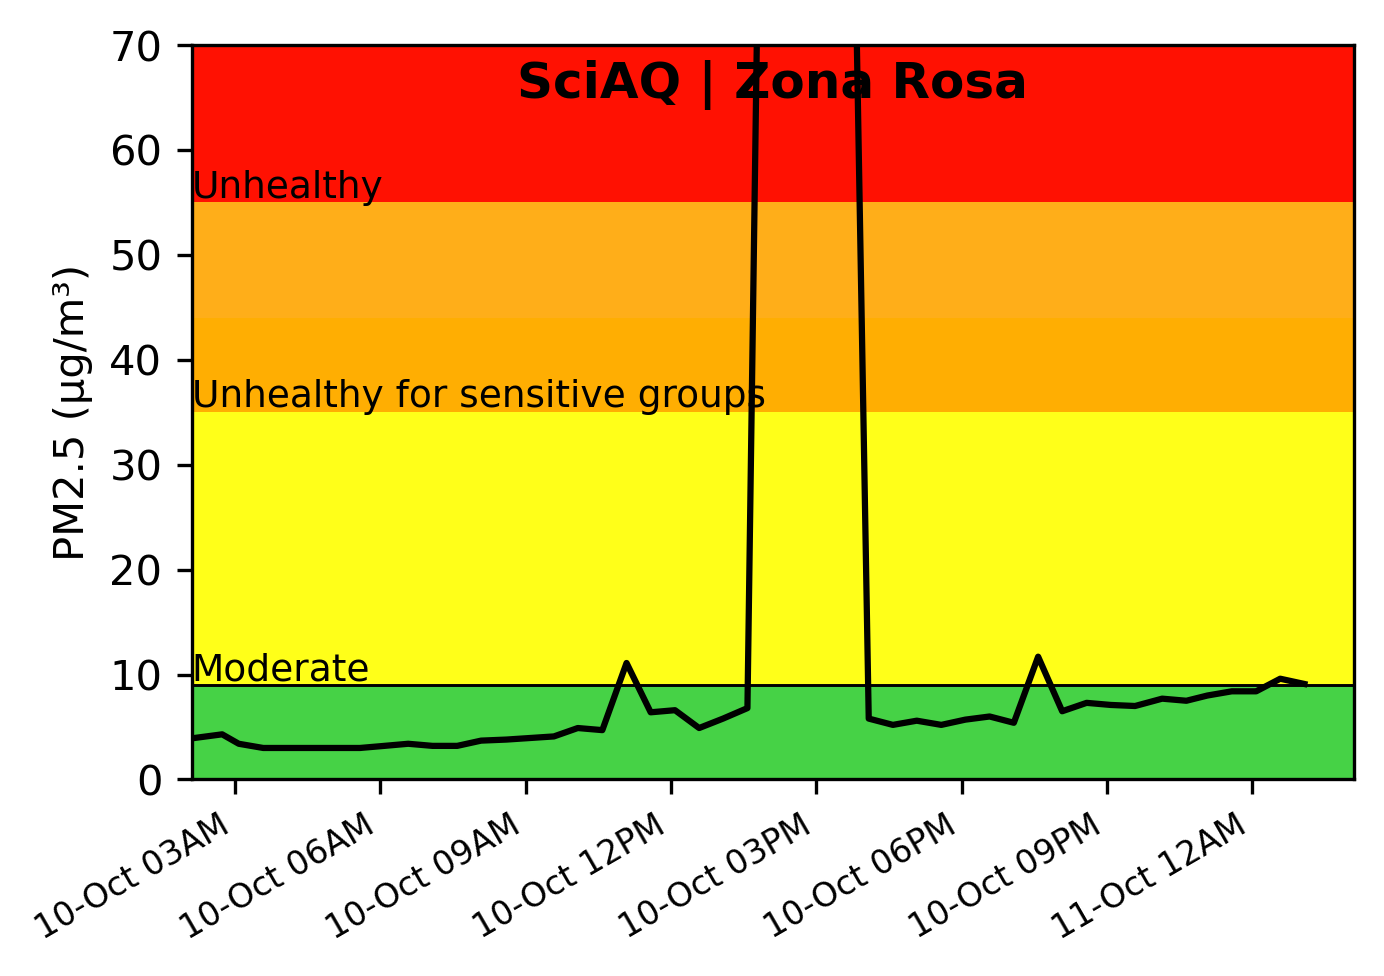 SciAQ | Zona Rosa
PM2.5 (µg/m³)
70
60
Unhealthy
50
40
Unhealthy for sensitive groups
30
20
10
Moderate
0
10-Oct 03AM
10-Oct 06AM
10-Oct 09AM
10-Oct 12PM
10-Oct 03PM
10-Oct 06PM
10-Oct 09PM
11-Oct 12AM